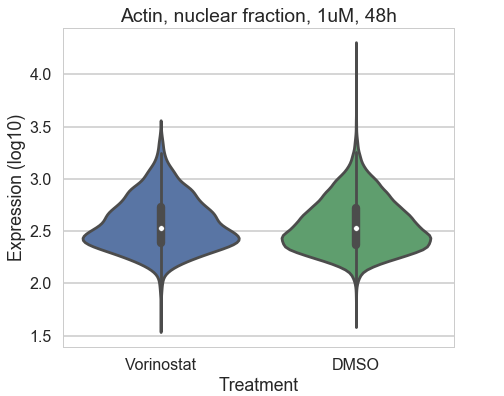 Actin, nuclear fraction, 1uM, 48h
Expression (log10)
4.0
3.5
3.0
2.5
2.0
1.5
Vorinostat DMSO
Treatment